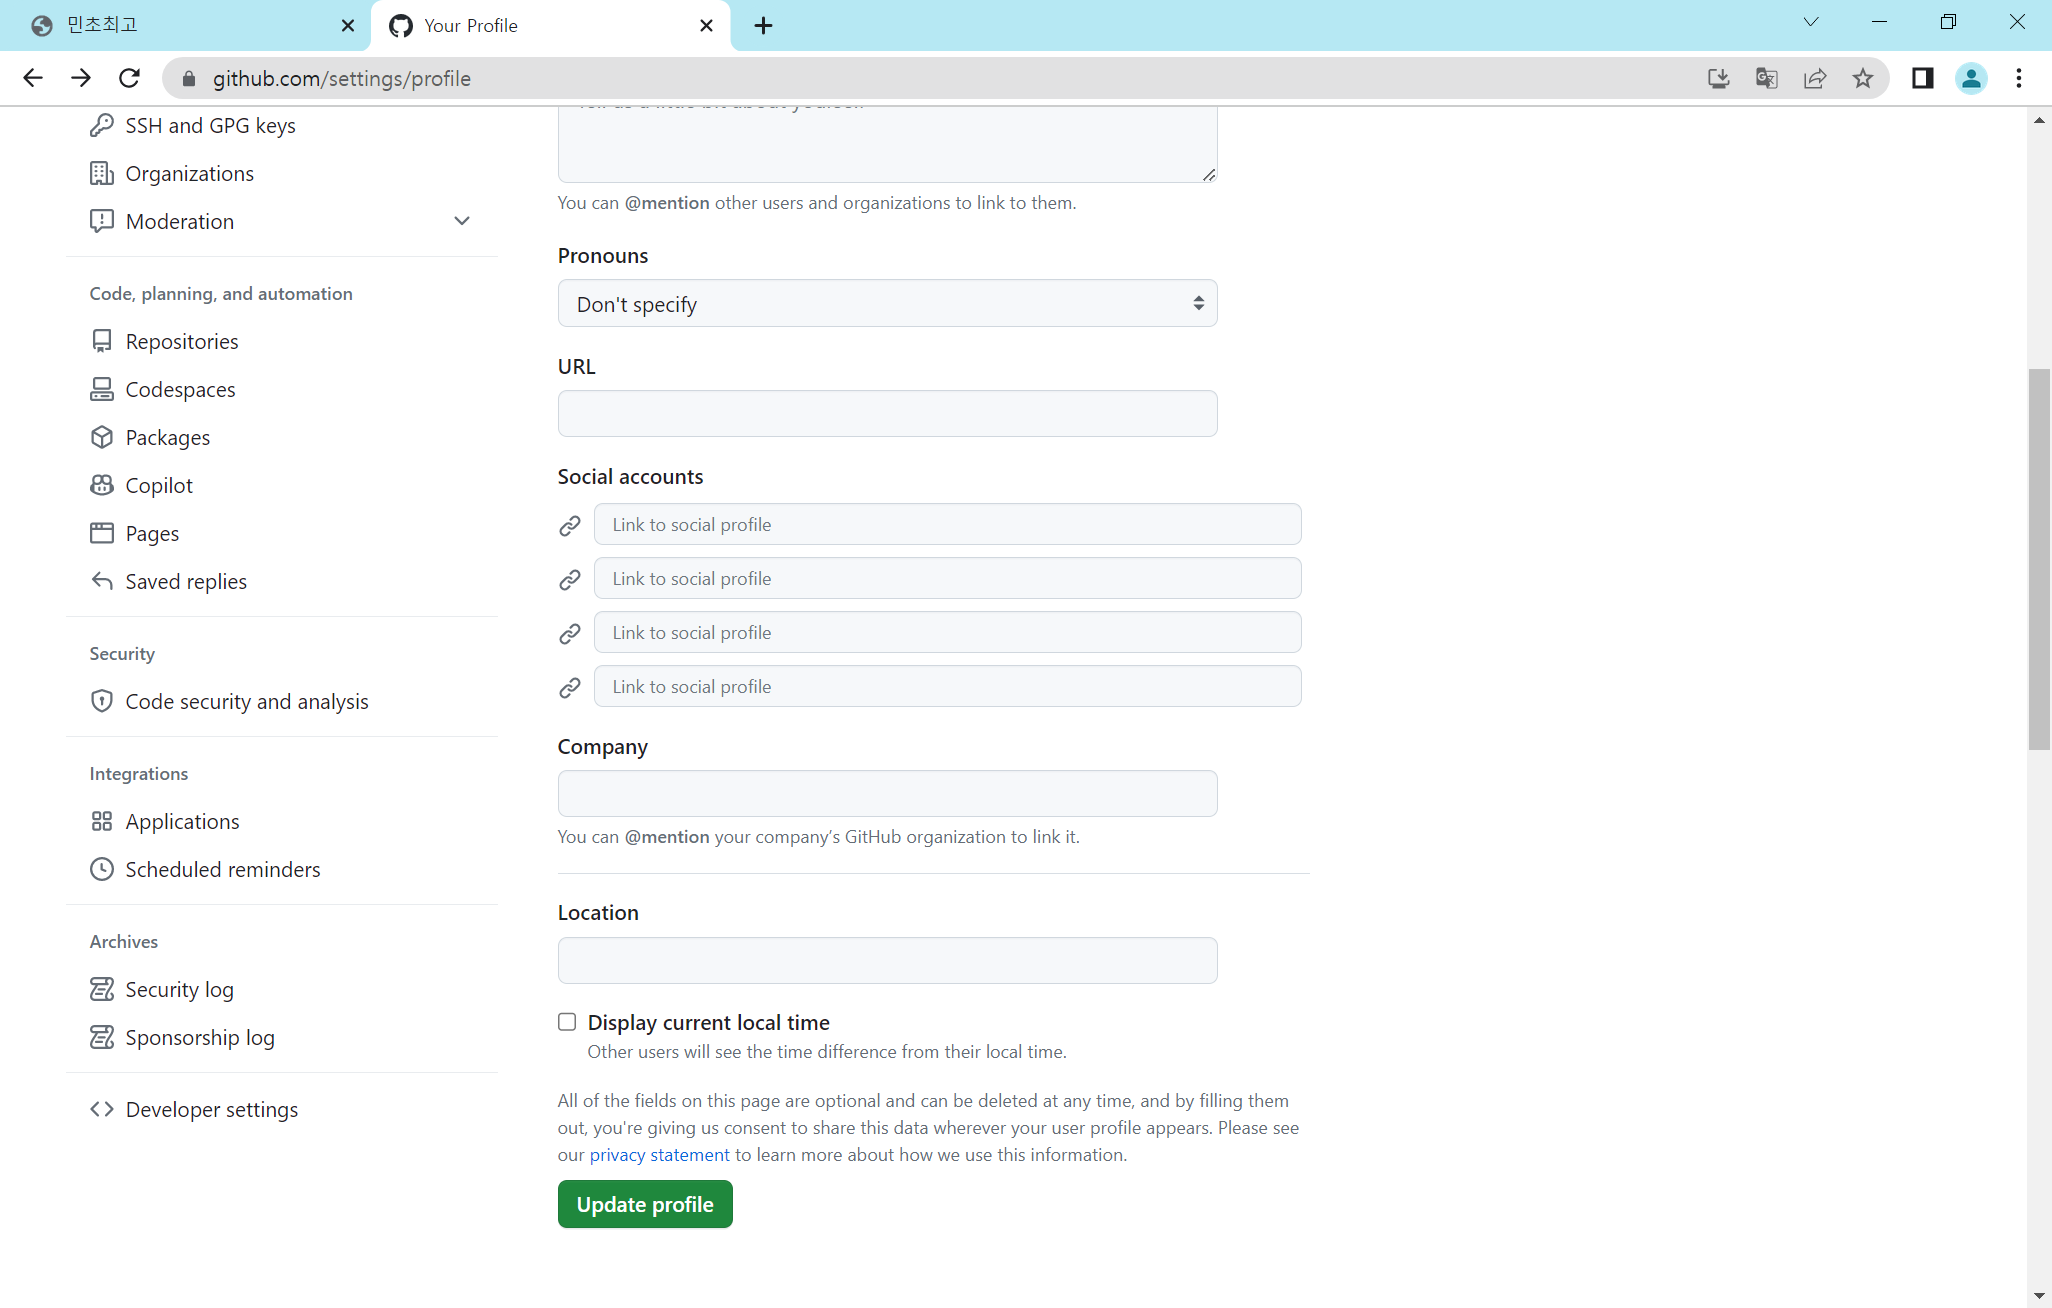 민초최고
Your Profile
github.com/settings/profile
SSH and GPG keys
Organizations
Moderation
Code, planning, and automation
Repositories
Codespaces
Packages
Copilot
Pages
Saved replies
Security
Code security and analysis
Integrations
Applications
Scheduled reminders
Archives
Security log
Sponsorship log
Developer settings
Tell us a little bit about yourself
You can @mention other users and organizations to link to them.
Pronouns
Don't specify
URL
Social accounts
Link to social profile
Link to social profile
Link to social profile
Link to social profile
Company
You can @mention your company’s GitHub organization to link it.
Location
Display current local time
Other users will see the time difference from their local time.
All of the fields on this page are optional and can be deleted at any time, and by filling them
out, you're giving us consent to share this data wherever your user profile appears. Please see
our privacy statement to learn more about how we use this information.
Update profile